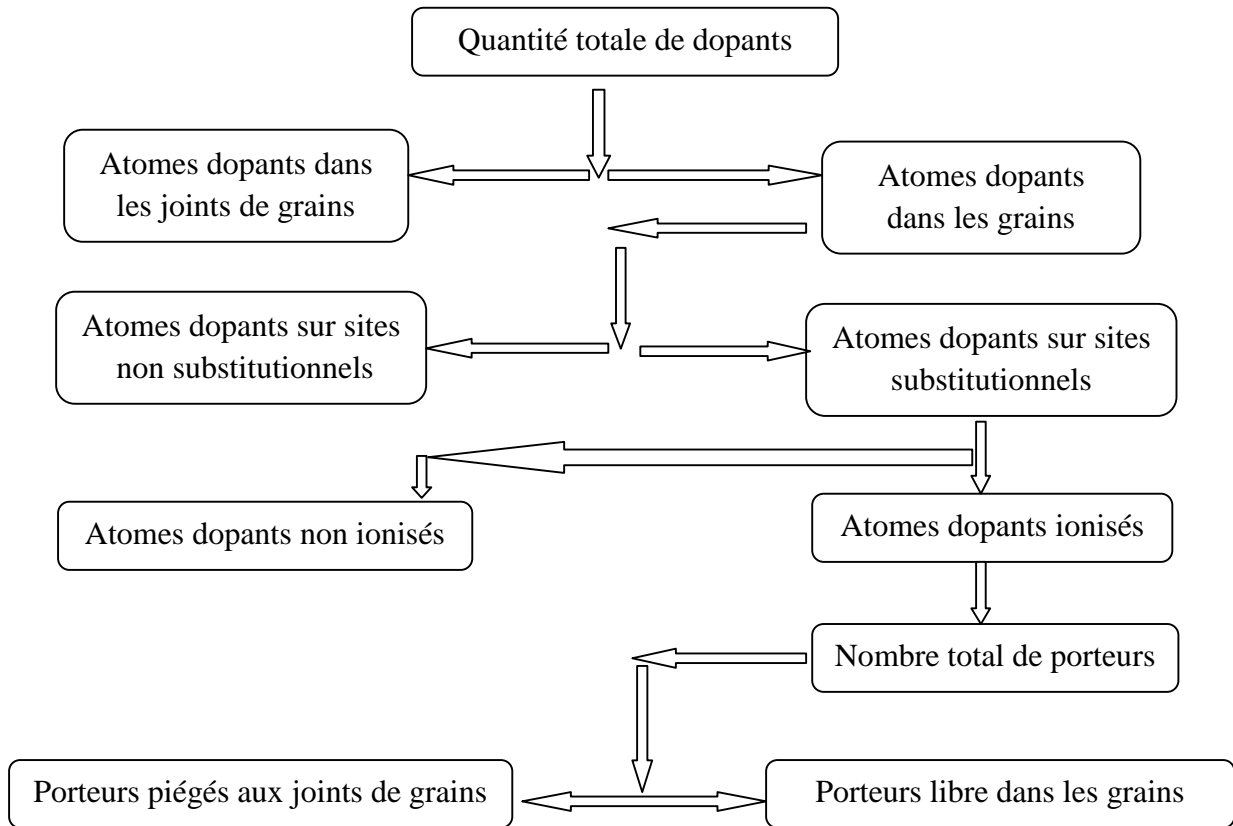 Quantité totale de dopants
Atomes dopants dans
les joints de grains
Atomes dopants
dans les grains
Atomes dopants sur sites
non substitutionnels
Atomes dopants sur sites
substitutionnels
Atomes dopants non ionisés
Atomes dopants ionisés
Nombre total de porteurs
Porteurs piégés aux joints de grains
Porteurs libre dans les grains